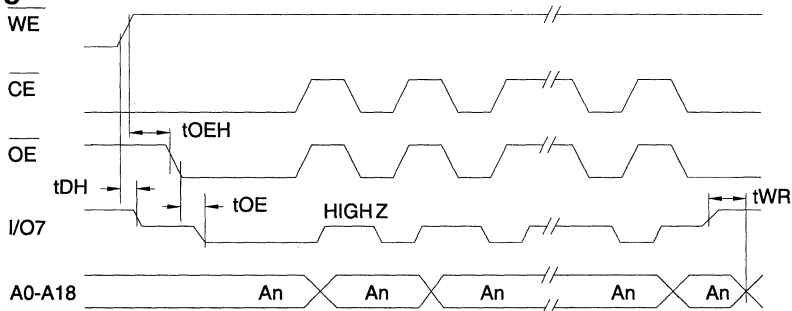 WE
CE
tOEH
OE
tDH
tOE
tWR
HIGH Z
I/O7
A0-A18 An An An An An